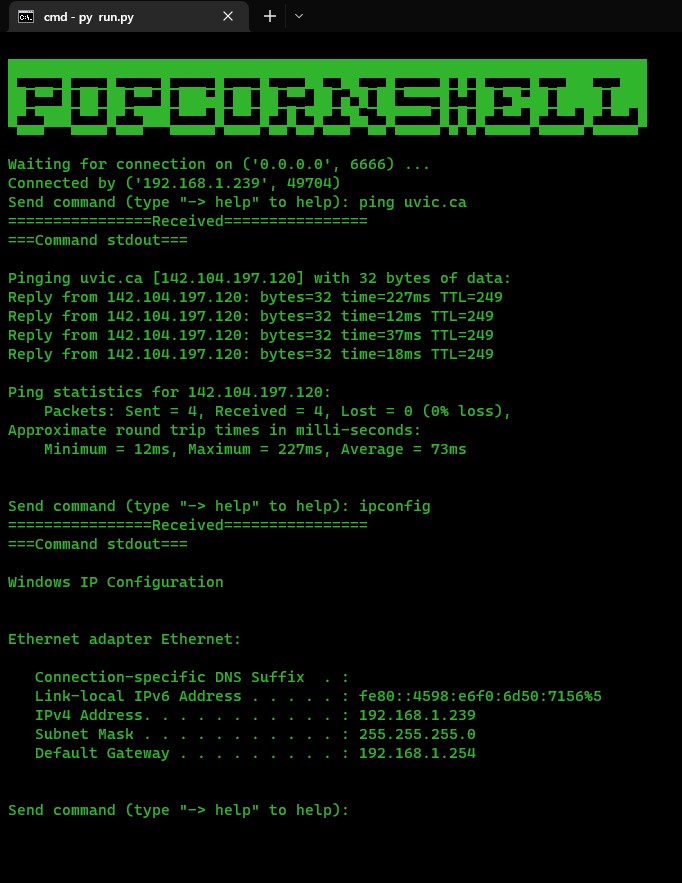 cmd - py run.py
Waiting for connection on ('0.0.0.0', 6666) ...
Connected by ('192.168.1.239', 49704)
Send command (type "-> help" to help): ping uvic.ca
================Received================
===Command stdout===
Pinging uvic.ca [142.104.197.120] with 32 bytes of data:
Reply from 142.104.197.120: bytes=32 time=227ms TTL=249
Reply from 142.104.197.120: bytes=32 time=12ms TTL=249
Reply from 142.104.197.120: bytes=32 time=37ms TTL=249
Reply from 142.104.197.120: bytes=32 time=18ms TTL=249
Ping statistics for 142.104.197.120:
    Packets: Sent = 4, Received = 4, Lost = 0 (0% loss),
Approximate round trip times in milli-seconds:
    Minimum = 12ms, Maximum = 227ms, Average = 73ms
Send command (type "-> help" to help): ipconfig
================Received================
===Command stdout===
Windows IP Configuration
Ethernet adapter Ethernet:
   Connection-specific DNS Suffix  . :
   Link-local IPv6 Address . . . . . : fe80::4598:e6f0:6d50:7156%5
   IPv4 Address. . . . . . . . . . . : 192.168.1.239
   Subnet Mask . . . . . . . . . . . : 255.255.255.0
   Default Gateway . . . . . . . . . : 192.168.1.254
Send command (type "-> help" to help):